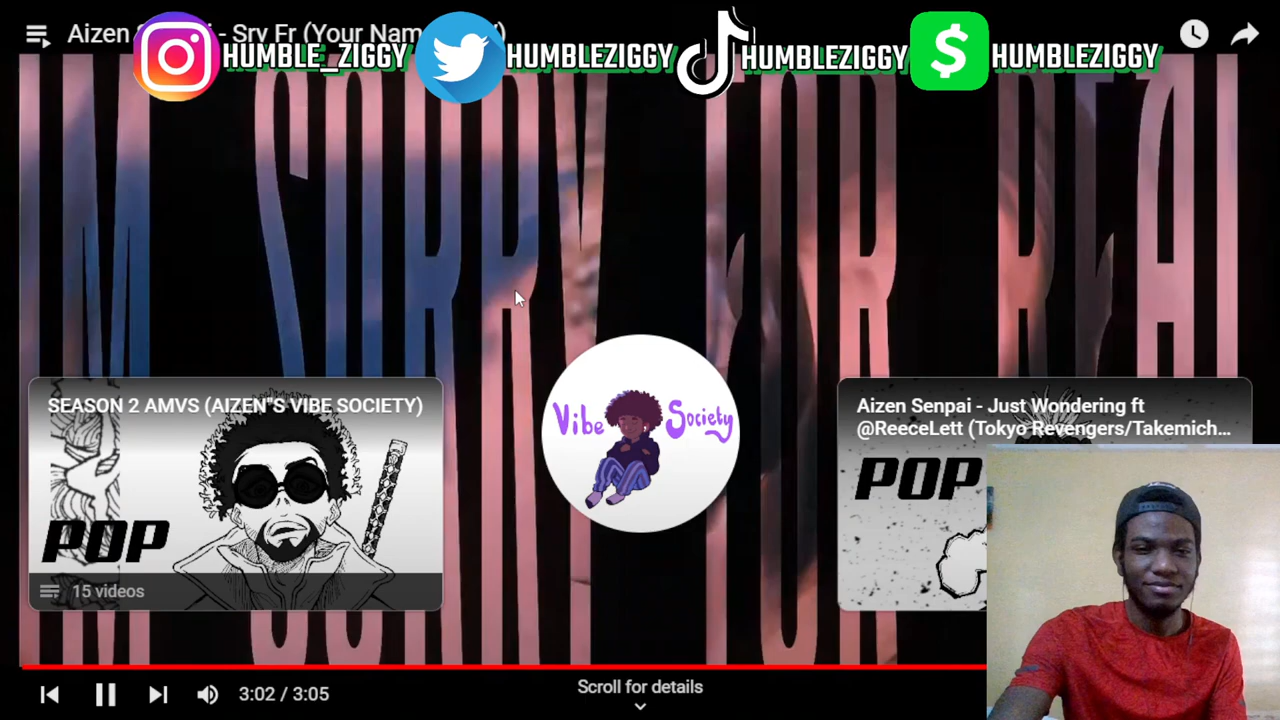 Aizen
- Sry Fr (Your Nam
HUMBLE_ZIGGY
HUMBLEZIGGY
HUMBLEZIGGY
$
HUMBLEZIGGY
IM SORRY FOR REAL
SEASON 2 AMVS (AIZEN"S VIBE SOCIETY)
POP
15 videos
Vibe Society
Aizen Senpai - Just Wondering ft
@ReeceLett (Tokyo Revengers/Takemich...
POP
3:02 / 3:05
Scroll for details